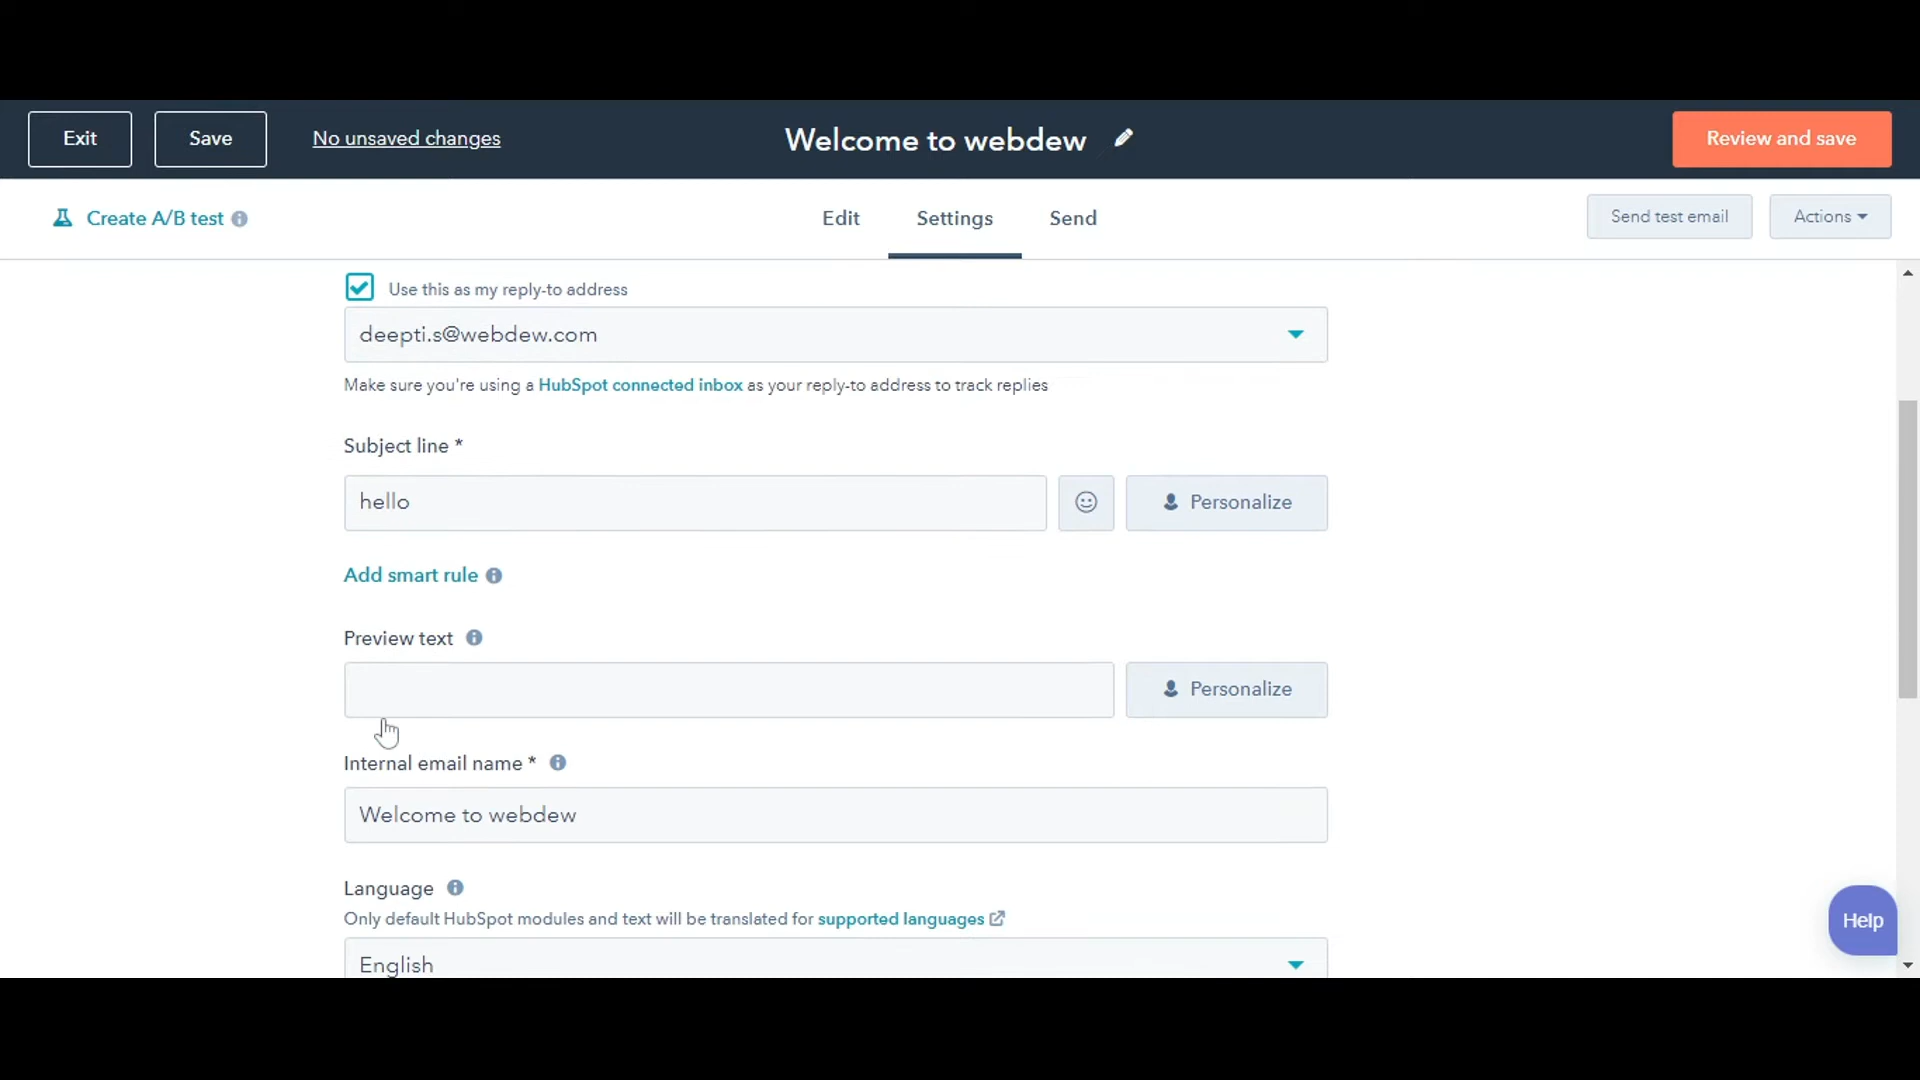 Exit Save No unsaved changes Welcome to webdew Review and save
Create A/B test Edit Settings Send Send test email Actions
Use this as my reply-to address
deepti.s@webdew.com
Make sure you're using a HubSpot connected inbox as your reply-to address to track replies
Subject line *
hello Personalize
Add smart rule
Preview text
Personalize
Internal email name *
Welcome to webdew
Language
Only default HubSpot modules and text will be translated for supported languages
English
Help